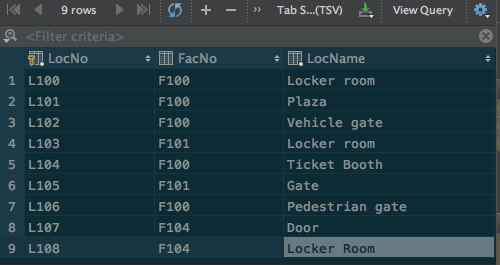 9 rows Tab S...(TSV) View Query
<Filter criteria>
LocNo FacNo LocName
1 L100 F100 Locker room
2 L101 F100 Plaza
3 L102 F100 Vehicle gate
4 L103 F101 Locker room
5 L104 F100 Ticket Booth
6 L105 F101 Gate
7 L106 F100 Pedestrian gate
8 L107 F104 Door
9 L108 F104 Locker Room